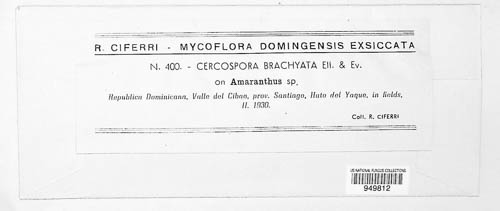 R. CIFERRI - MYCOFLORA DOMINGENSIS EXSICCATA
N. 400. - CERCOSPORA BRACHYATA Ell. & Ev.
on Amaranthus sp.
Republica Dominicana, Valle del Cibao, prov. Santiago, Hato del Yaque, in fields,
II. 1930.
Coll. R. CIFERRI
US NATIONAL FUNGUS COLLECTIONS
949812